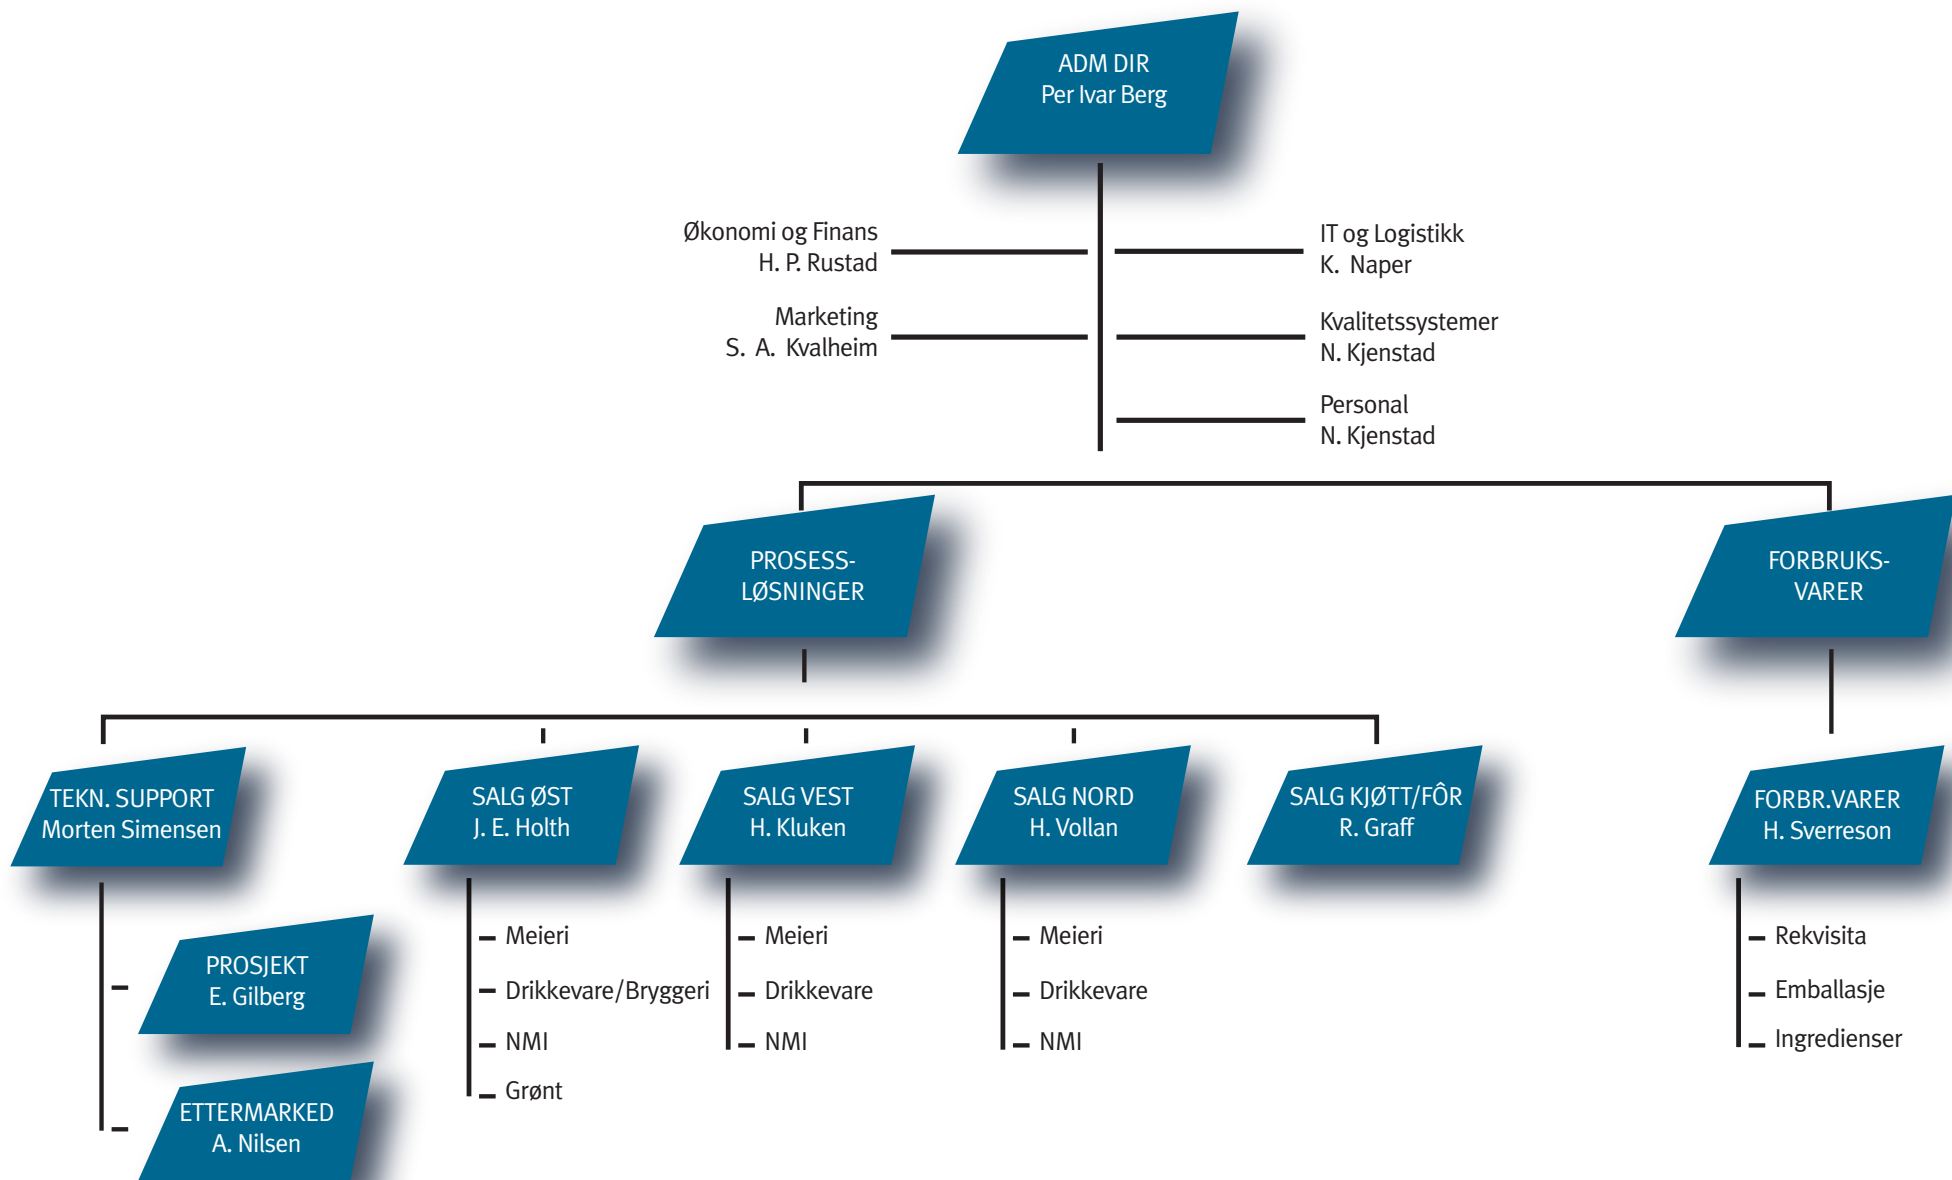 ADM DIR
Per Ivar Berg
Økonomi og Finans
H. P. Rustad
IT og Logistikk
K. Naper
Marketing
S. A. Kvalheim
Kvalitetssystemer
N. Kjenstad
Personal
N. Kjenstad
PROSESS-
LØSNINGER
FORBRUKS-
VARER
TEKN. SUPPORT
Morten Simensen
PROSJEKT
E. Gilberg
ETTERMARKED
A. Nilsen
SALG ØST
J. E. Holth
Meieri
Drikkevare/Bryggeri
NMI
Grønt
SALG VEST
H. Kluken
Meieri
Drikkevare
NMI
SALG NORD
H. Vollan
Meieri
Drikkevare
NMI
SALG KJØTT/FÔR
R. Graff
FORBR.VARER
H. Sverreson
Rekvisita
Emballasje
Ingredienser